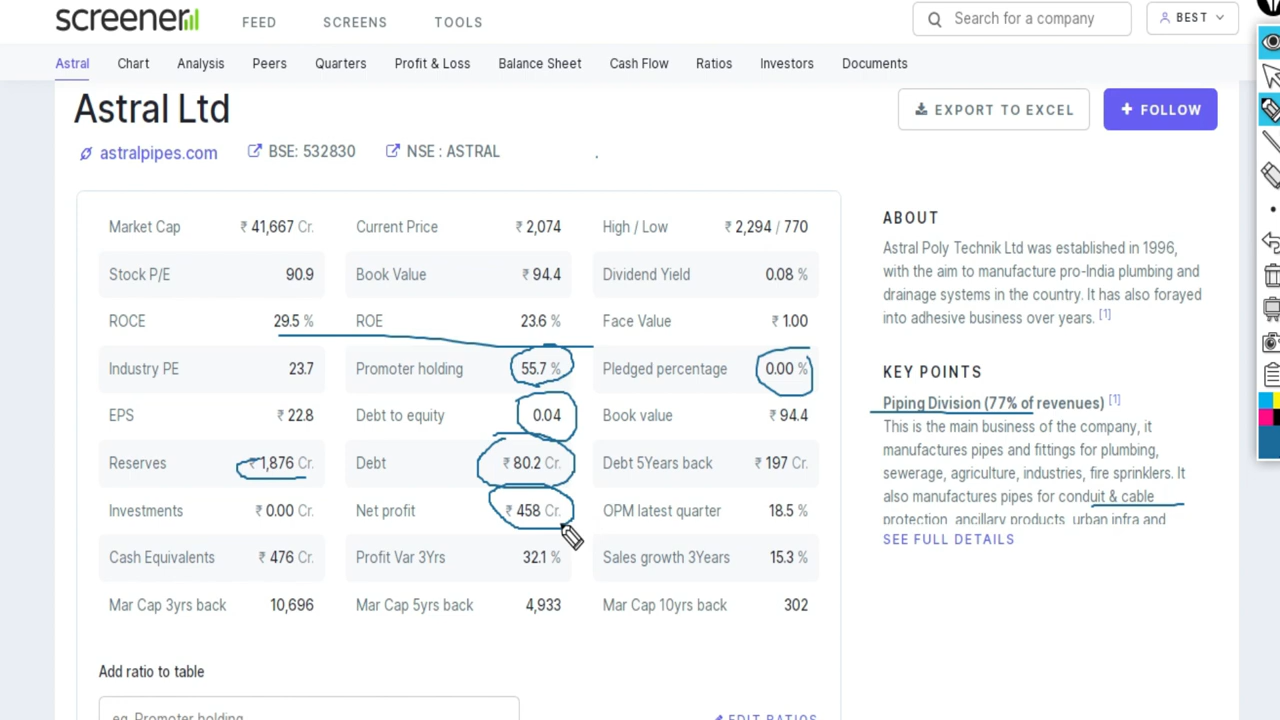 screener FEED SCREENS TOOLS Search for a company BEST
Astral Chart Analysis Peers Quarters Profit & Loss Balance Sheet Cash Flow Ratios Investors Documents
Astral Ltd
EXPORT TO EXCEL
+ FOLLOW
astralpipes.com BSE: 532830 NSE : ASTRAL
Market Cap ₹ 41,667 Cr. Current Price ₹ 2,074 High / Low ₹ 2,294 / 770
Stock P/E 90.9 Book Value ₹ 94.4 Dividend Yield 0.08 %
ROCE 29.5 % ROE 23.6 % Face Value ₹ 1.00
Industry PE 23.7 Promoter holding 55.7 % Pledged percentage 0.00 %
EPS ₹ 22.8 Debt to equity 0.04 Book value ₹ 94.4
Reserves ₹ 1,876 Cr. Debt ₹ 80.2 Cr. Debt 5Years back ₹ 197 Cr.
Investments ₹ 0.00 Cr. Net profit ₹ 458 Cr. OPM latest quarter 18.5 %
Cash Equivalents ₹ 476 Cr. Profit Var 3Yrs 32.1 % Sales growth 3Years 15.3 %
Mar Cap 3yrs back 10,696 Mar Cap 5yrs back 4,933 Mar Cap 10yrs back 302
Add ratio to table
eg. Promoter holding
EDIT RATIOS
ABOUT
Astral Poly Technik Ltd was established in 1996,
with the aim to manufacture pro-India plumbing and
drainage systems in the country. It has also forayed
into adhesive business over years. [1]
KEY POINTS
Piping Division (77% of revenues) [1]
This is the main business of the company, it
manufactures pipes and fittings for plumbing,
sewerage, agriculture, industries, fire sprinklers. It
also manufactures pipes for conduit & cable
protection, ancillary products, urban infra and
SEE FULL DETAILS